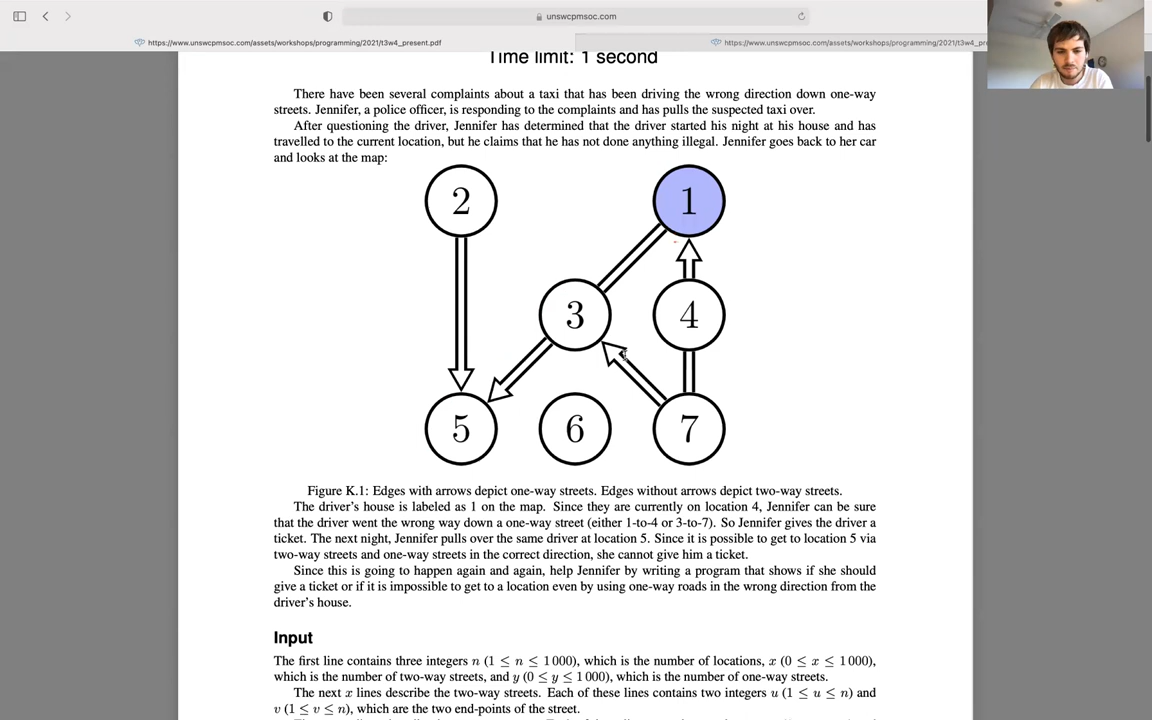 unswcpmsoc.com
https://www.unswcpmsoc.com/assets/workshops/programming/2021/t3w4_present.pdf
https://www.unswcpmsoc.com/assets/workshops/programming/2021/t3w4_pre
Time limit: 1 second
There have been several complaints about a taxi that has been driving the wrong direction down one-way
streets. Jennifer, a police officer, is responding to the complaints and has pulls the suspected taxi over.
After questioning the driver, Jennifer has determined that the driver started his night at his house and has
travelled to the current location, but he claims that he has not done anything illegal. Jennifer goes back to her car
and looks at the map:
2
1
3
4
5
6
7
Figure K.1: Edges with arrows depict one-way streets. Edges without arrows depict two-way streets.
The driver's house is labeled as 1 on the map. Since they are currently on location 4, Jennifer can be sure
that the driver went the wrong way down a one-way street (either 1-to-4 or 3-to-7). So Jennifer gives the driver a
ticket. The next night, Jennifer pulls over the same driver at location 5. Since it is possible to get to location 5 via
two-way streets and one-way streets in the correct direction, she cannot give him a ticket.
Since this is going to happen again and again, help Jennifer by writing a program that shows if she should
give a ticket or if it is impossible to get to a location even by using one-way roads in the wrong direction from the
driver's house.
Input
The first line contains three integers n (1 ≤ n ≤ 1 000), which is the number of locations, x (0 ≤ x ≤ 1 000),
which is the number of two-way streets, and y (0 ≤ y ≤ 1 000), which is the number of one-way streets.
The next x lines describe the two-way streets. Each of these lines contains two integers u (1 ≤ u ≤ n) and
v (1 ≤ v ≤ n), which are the two end-points of the street.